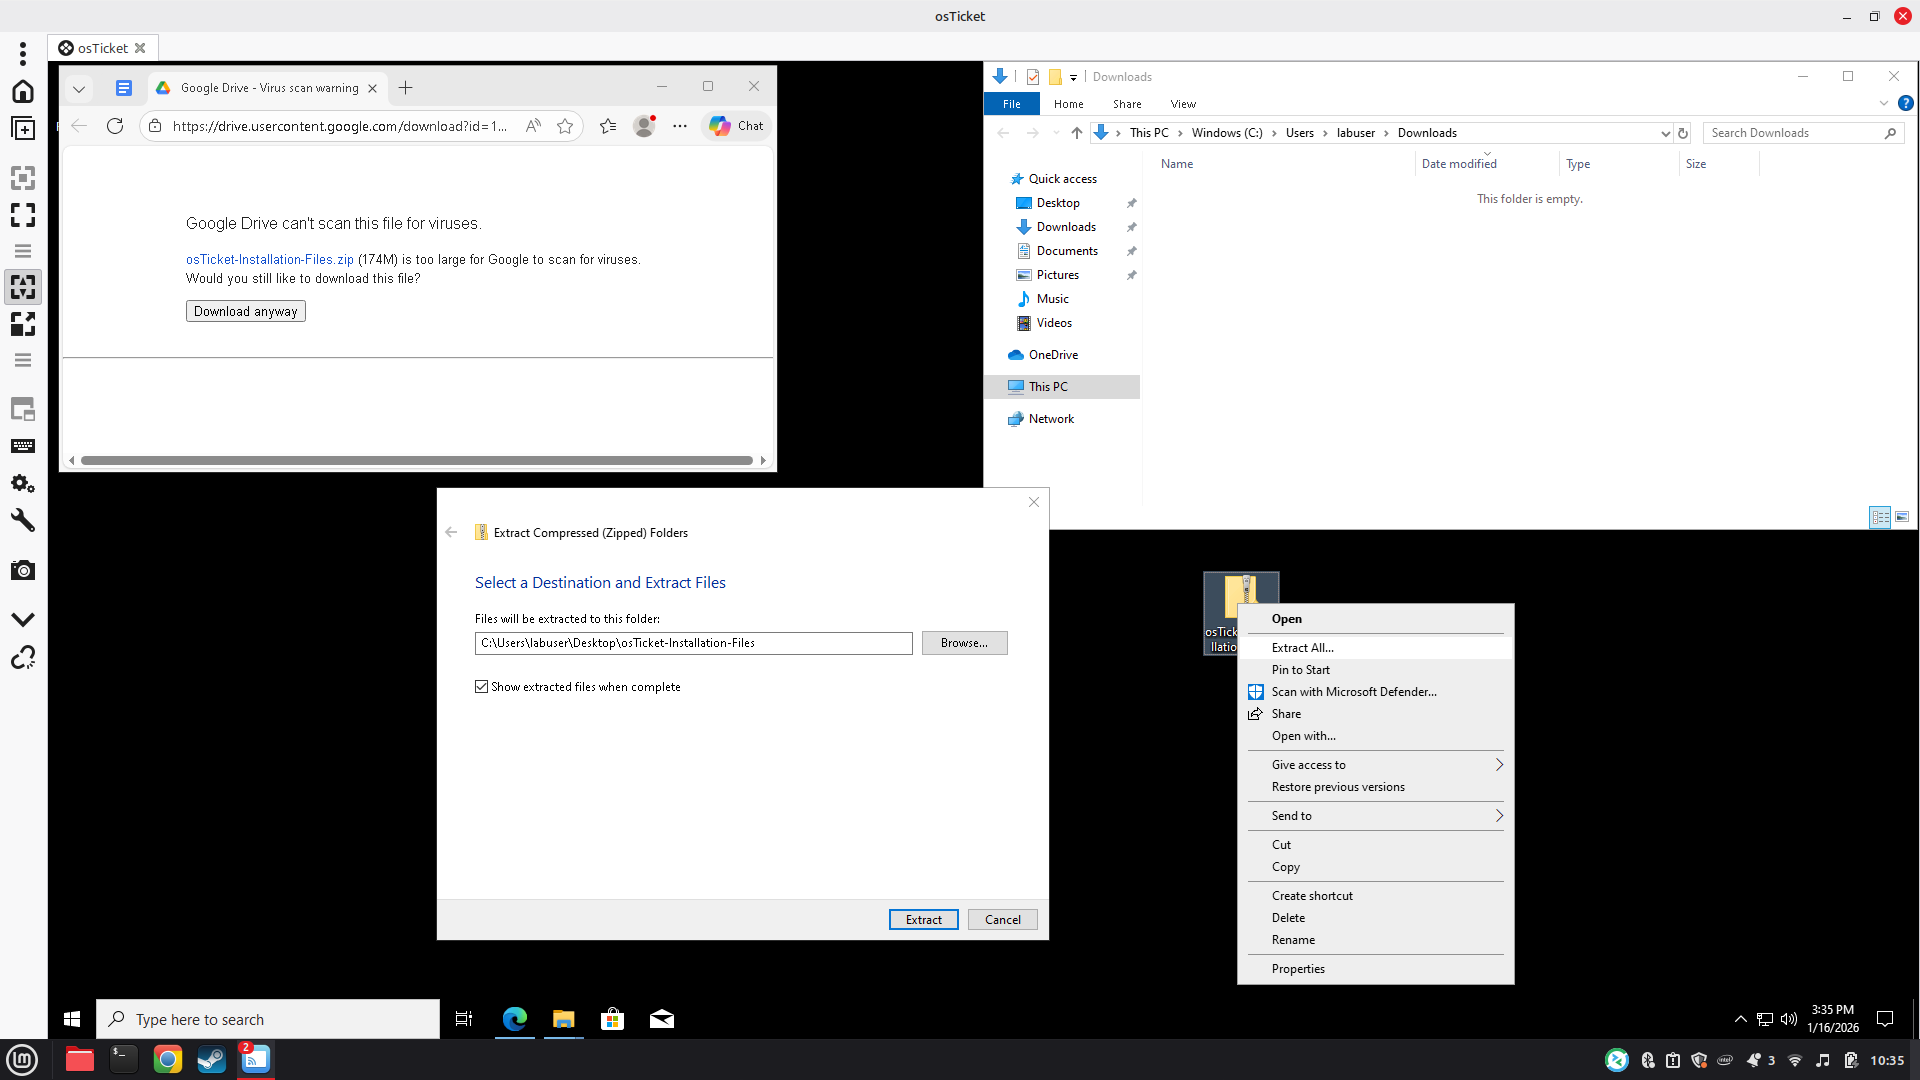 osTicket
osTicket
Google Drive - Virus scan warning
https://drive.usercontent.google.com/download?id=1...
Chat
Google Drive can't scan this file for viruses.
osTicket-Installation-Files.zip (174M) is too large for Google to scan for viruses.
Would you still like to download this file?
Download anyway
Downloads
File
Home
Share
View
This PC
Windows (C:)
Users
labuser
Downloads
Search Downloads
Name
Date modified
Type
Size
This folder is empty.
Quick access
Desktop
Downloads
Documents
Pictures
Music
Videos
OneDrive
This PC
Network
Extract Compressed (Zipped) Folders
Select a Destination and Extract Files
Files will be extracted to this folder:
C:\Users\labuser\Desktop\osTicket-Installation-Files
Browse...
Show extracted files when complete
Extract
Cancel
osTick
llatio
Open
Extract All...
Pin to Start
Scan with Microsoft Defender...
Share
Open with...
Give access to
Restore previous versions
Send to
Cut
Copy
Create shortcut
Delete
Rename
Properties
Type here to search
3:35 PM
1/16/2026
2
3
10:35